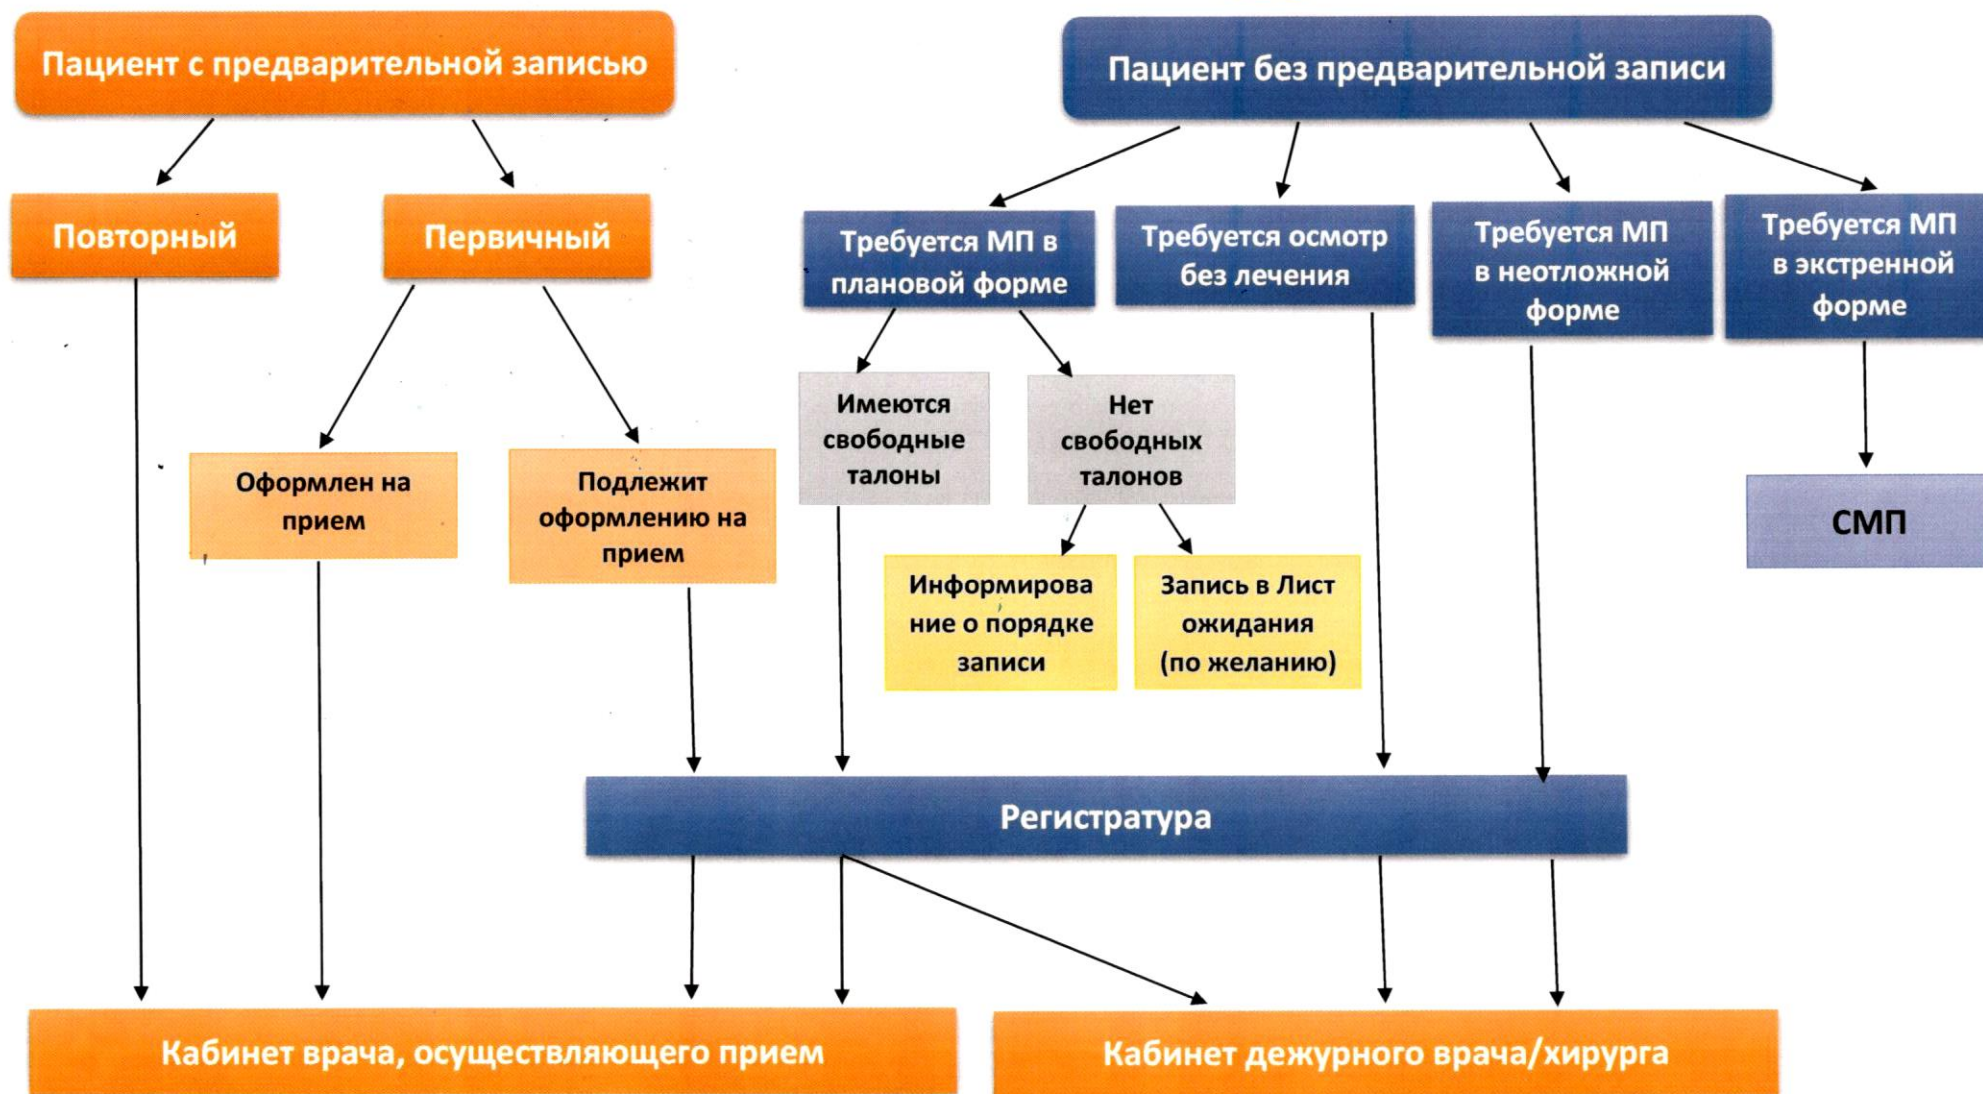 Пациент с предварительной записью
Пациент без предварительной записи
Повторный
Первичный
Требуется МП в
плановой форме
Требуется осмотр
без лечения
Требуется МП
в неотложной
форме
Требуется МП
в экстренной
форме
Имеются
свободные
талоны
Нет
свободных
талонов
Оформлен на
прием
Подлежит
оформлению на
прием
СМП
Информирова
ние о порядке
записи
Запись в Лист
ожидания
(по желанию)
Регистратура
Кабинет врача, осуществляющего прием
Кабинет дежурного врача/хирурга